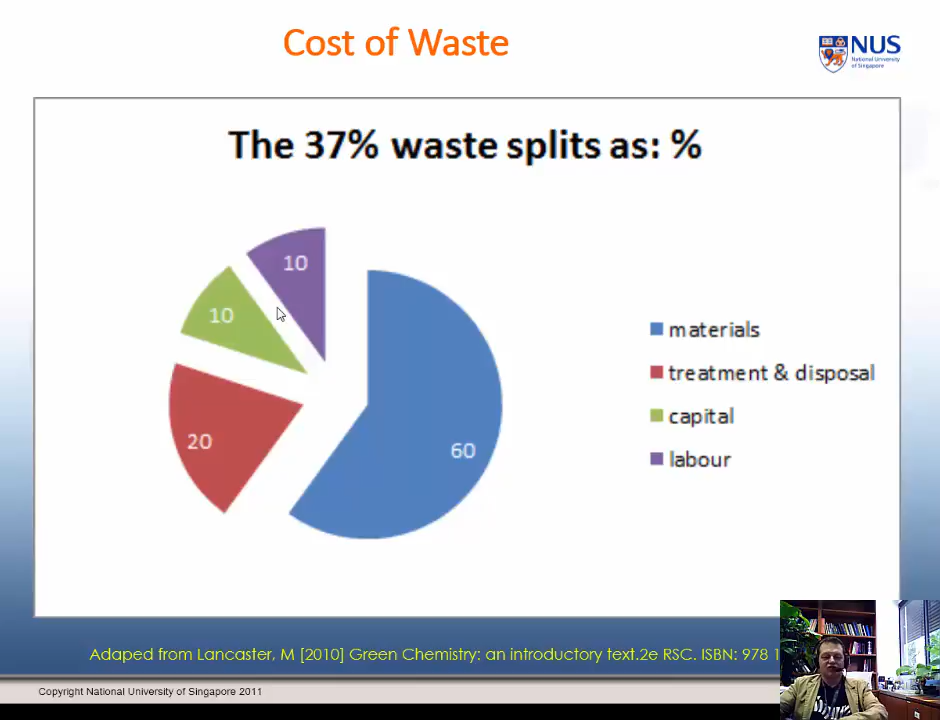 Cost of Waste
NUS
National University
of Singapore
The 37% waste splits as: %
10
10
20
60
materials
treatment & disposal
capital
labour
Adaped from Lancaster, M [2010] Green Chemistry: an introductory text.2e RSC. ISBN: 978 1
Copyright National University of Singapore 2011